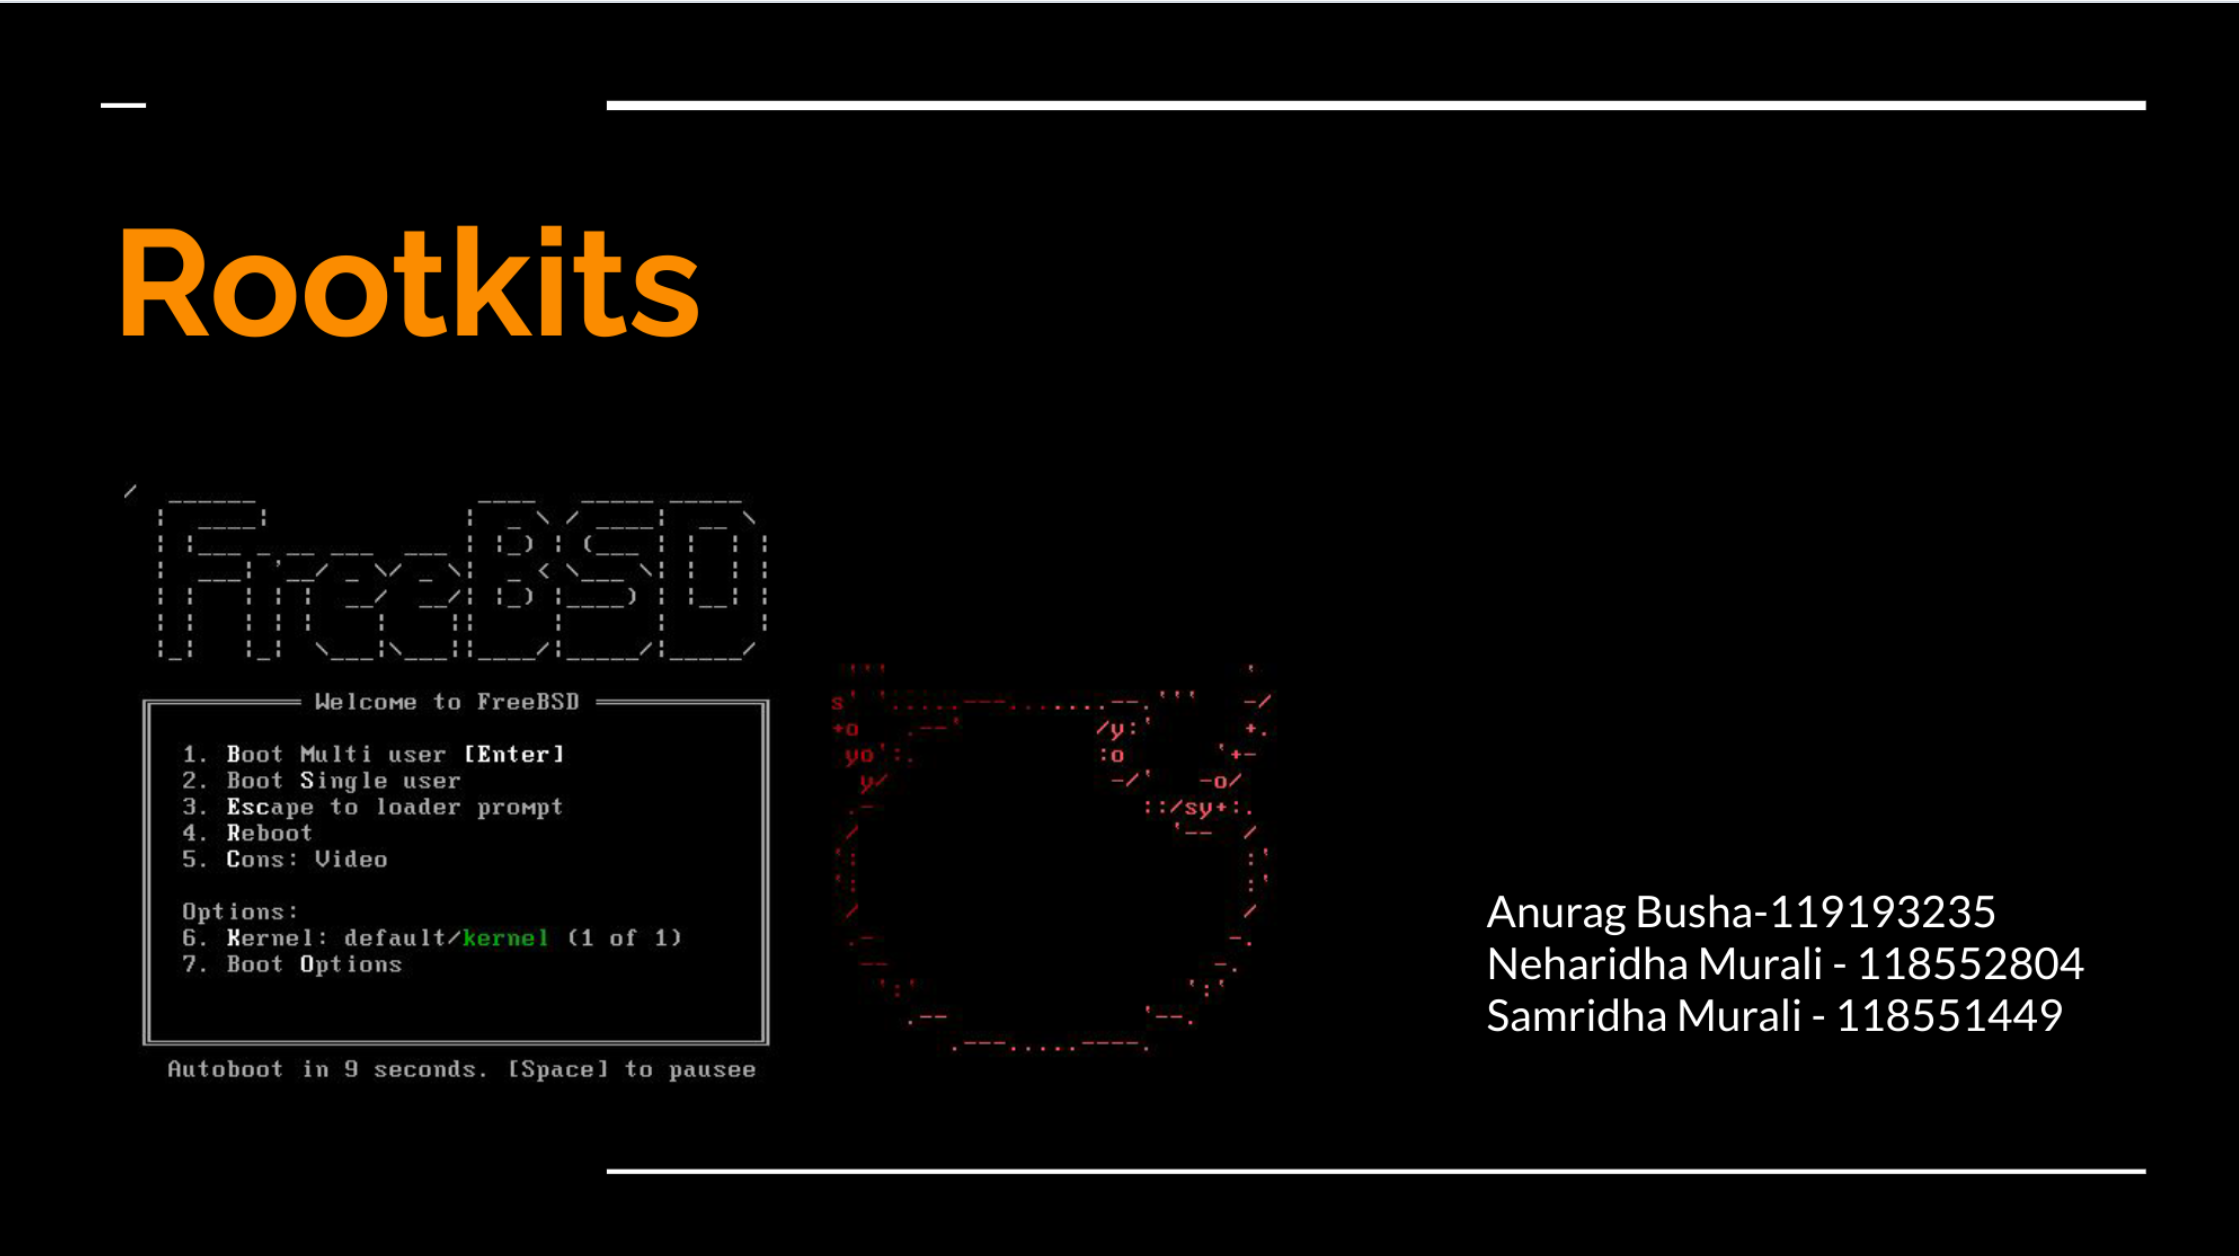 Rootkits
FreeBSD
Welcome to FreeBSD
1. Boot Multi user [Enter]
2. Boot Single user
3. Escape to loader prompt
4. Reboot
5. Cons: Video
Options:
6. Kernel: default/kernel (1 of 1)
7. Boot Options
Autoboot in 9 seconds. [Space] to pausee
Anurag Busha-119193235
Neharidha Murali - 118552804
Samridha Murali - 118551449